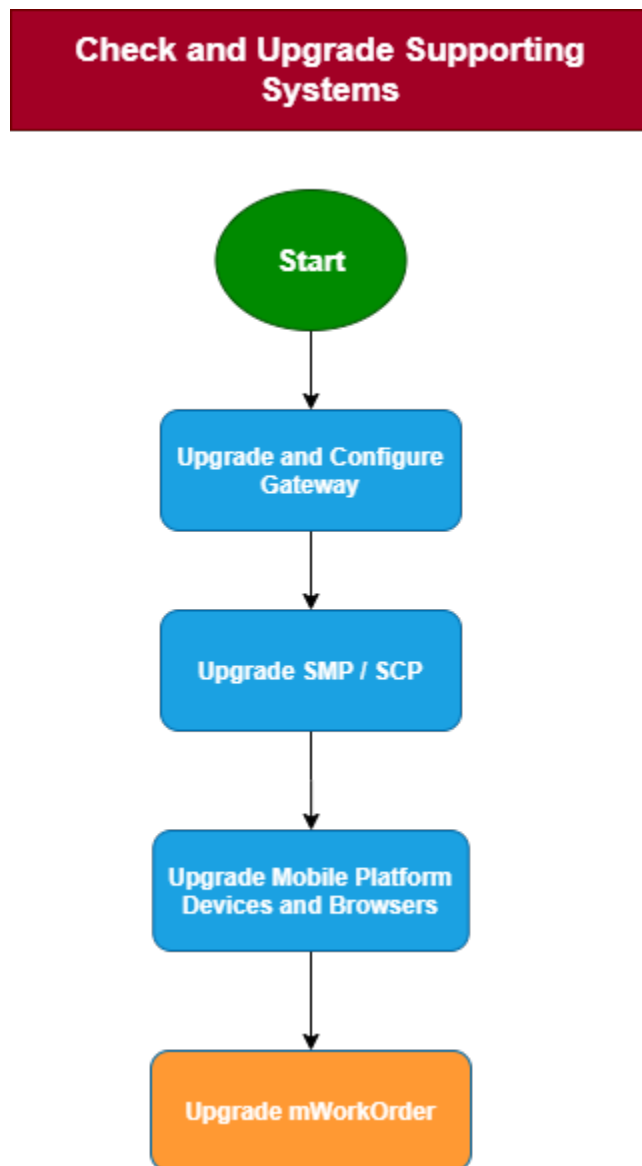 Check and Upgrade Supporting
Systems
Start
Upgrade and Configure
Gateway
Upgrade SMP / SCP
Upgrade Mobile Platform
Devices and Browsers
Upgrade mWorkOrder